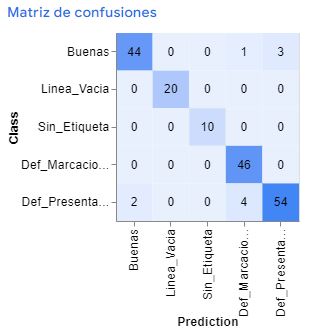 Matriz de confusiones
Class
Buenas 44 0 0 1 3
Linea_Vacia 0 20 0 0 0
Sin_Etiqueta 0 0 10 0 0
Def_Marcacio... 0 0 0 46 0
Def_Presenta... 2 0 0 4 54
Buenas
Linea_Vacia
Sin_Etiqueta
Def_Marcacio...
Def_Presenta...
Prediction